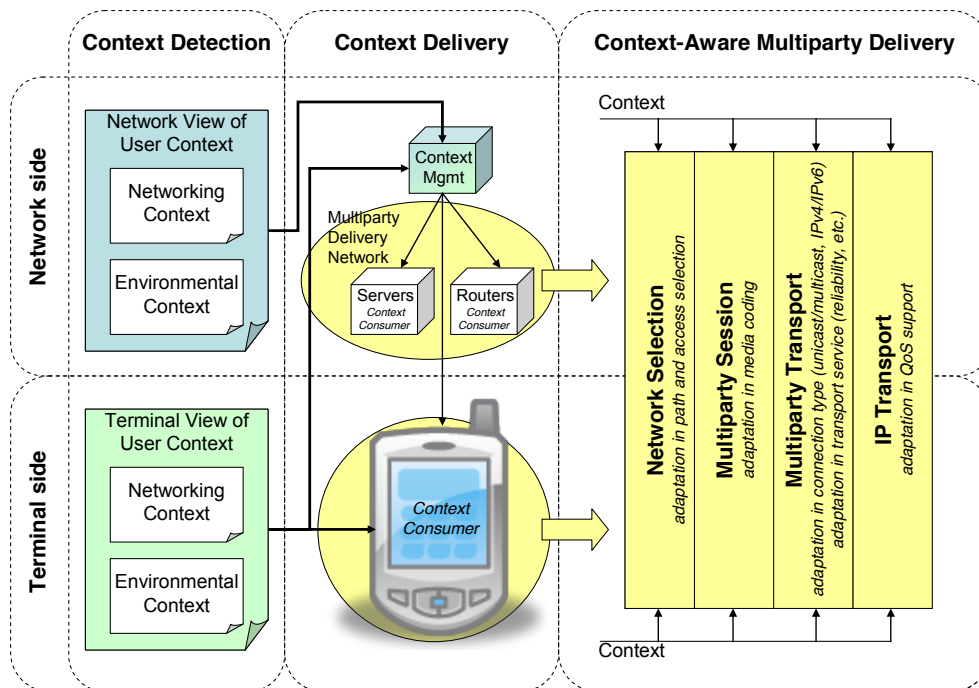 Context Detection
Context Delivery
Context-Aware Multiparty Delivery
Network side
Network View of
User Context
Networking
Context
Environmental
Context
Context
Mgmt
Multiparty
Delivery
Network
Servers
Context
Consumer
Routers
Context
Consumer
Terminal side
Terminal View of
User Context
Networking
Context
Environmental
Context
Context
Consumer
Context
Network Selection
adaptation in path and access selection
Multiparty Session
adaptation in media coding
Multiparty Transport
adaptation in connection type (unicast/multicast, IPv4/IPv6)
adaptation in transport service (reliability, etc.)
IP Transport
adaptation in QoS support
Context